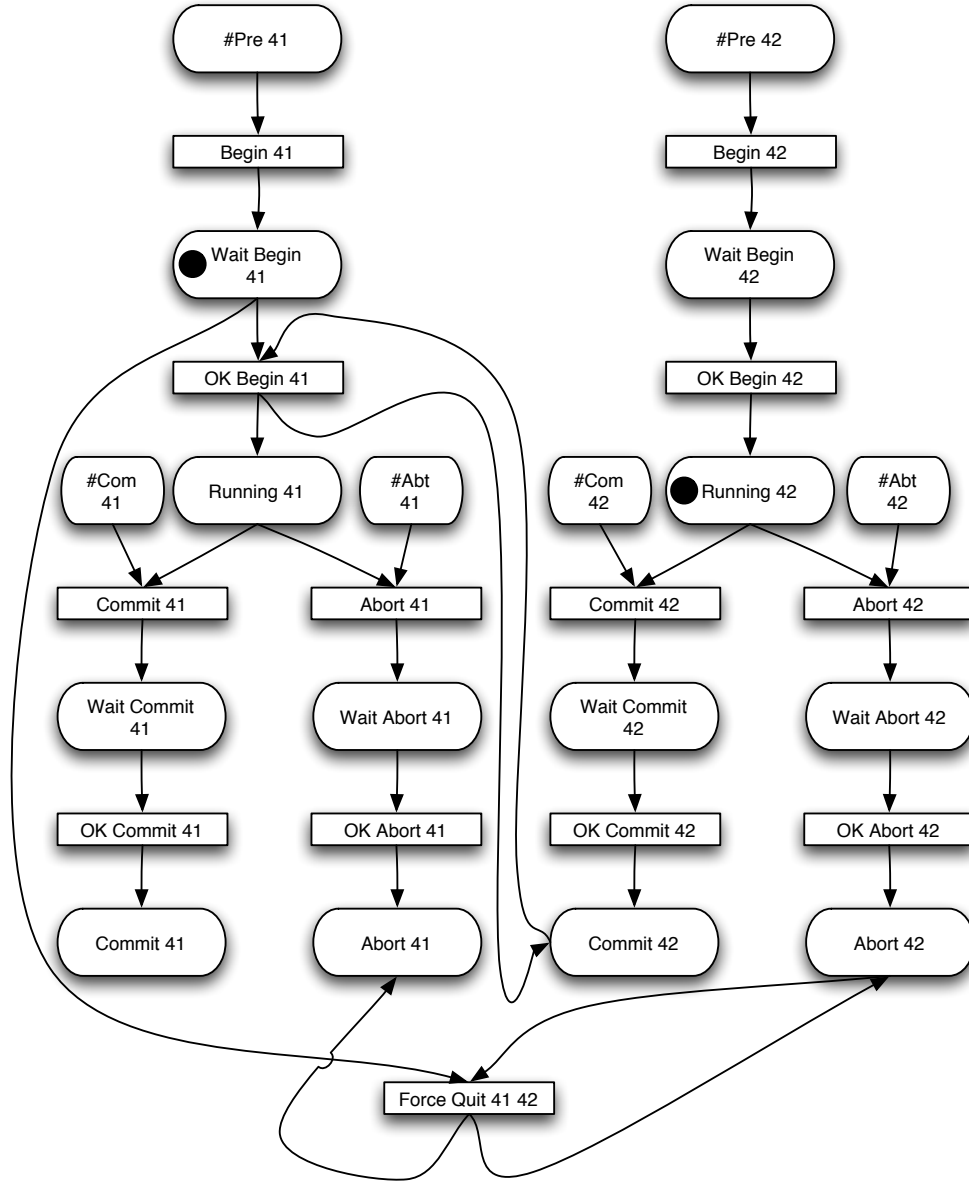 #Pre 41
#Pre 42
Begin 41
Begin 42
Wait Begin
41
Wait Begin
42
OK Begin 41
OK Begin 42
#Com
41
Running 41
#Abt
41
#Com
42
Running 42
#Abt
42
Commit 41
Abort 41
Commit 42
Abort 42
Wait Commit
41
Wait Abort 41
Wait Commit
42
Wait Abort 42
OK Commit 41
OK Abort 41
OK Commit 42
OK Abort 42
Commit 41
Abort 41
Commit 42
Abort 42
Force Quit 41 42